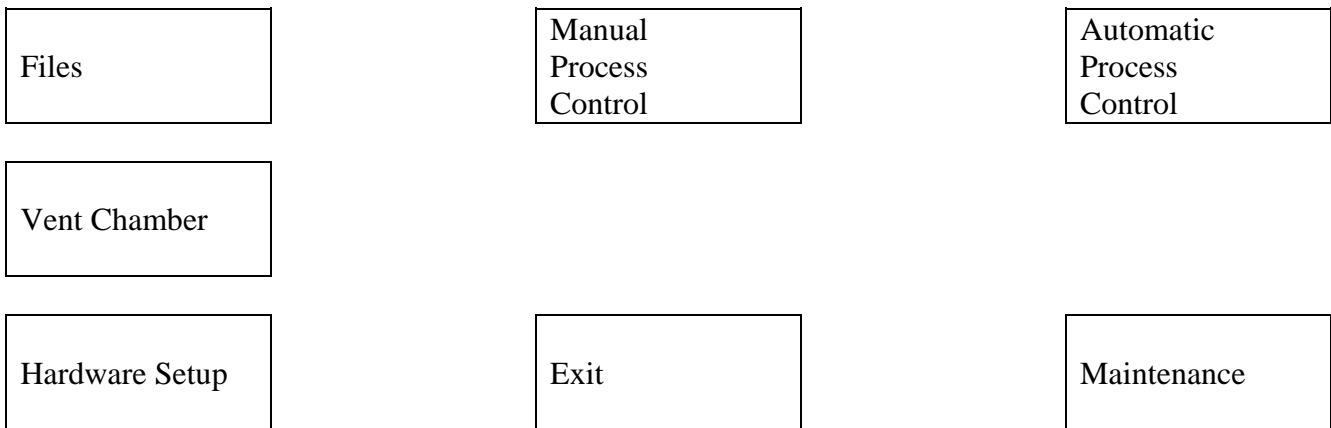 Files
Manual
Process
Control
Automatic
Process
Control
Vent Chamber
Hardware Setup
Exit
Maintenance